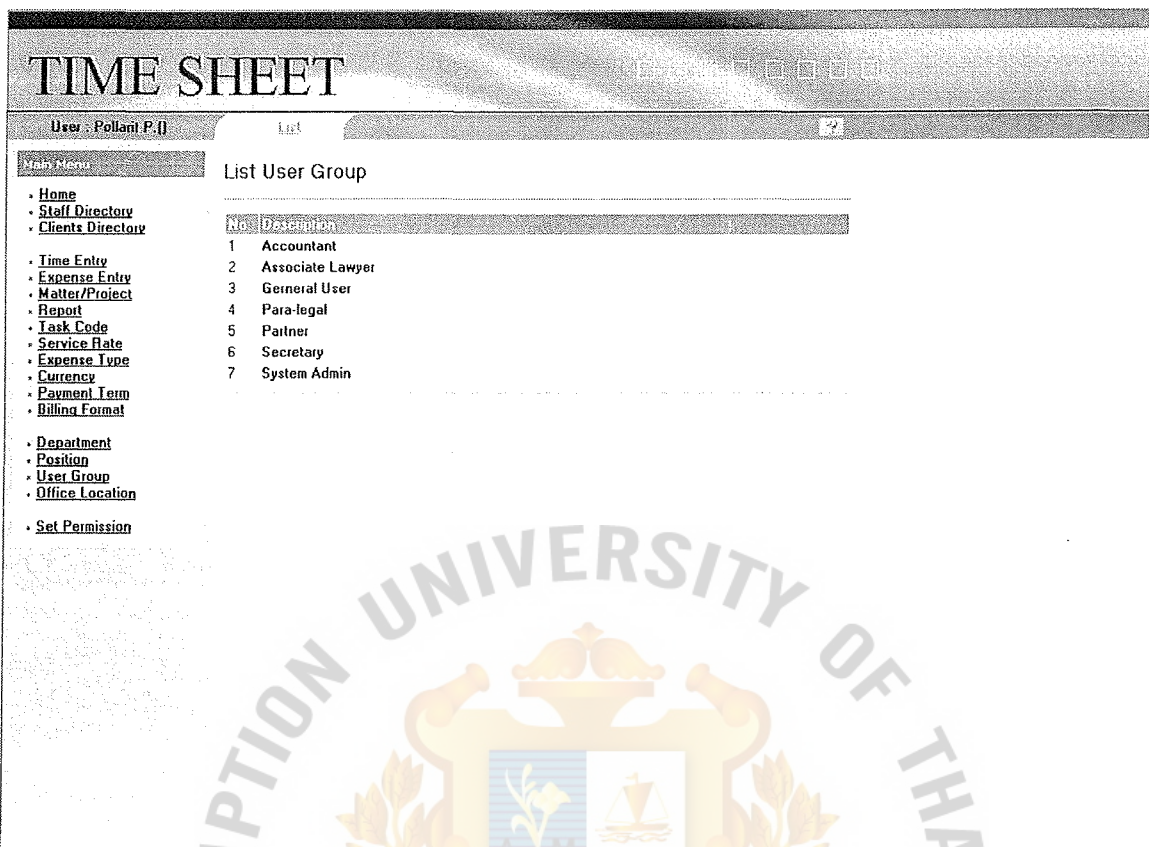 TIME SHEET
User : Pollant P.()
List
?
Main Menu
List User Group
• Home
• Staff Directory
• Clients Directory
No. Description
1 Accountant
2 Associate Lawyer
3 Gerneral User
4 Para-legal
5 Partner
6 Secretary
7 System Admin
• Time Entry
• Expense Entry
• Matter/Project
• Report
• Task Code
• Service Rate
• Expense Type
• Currency
• Payment Term
• Billing Format
• Department
• Position
• User Group
• Office Location
• Set Permission
PTION UNIVERSITY OF THA